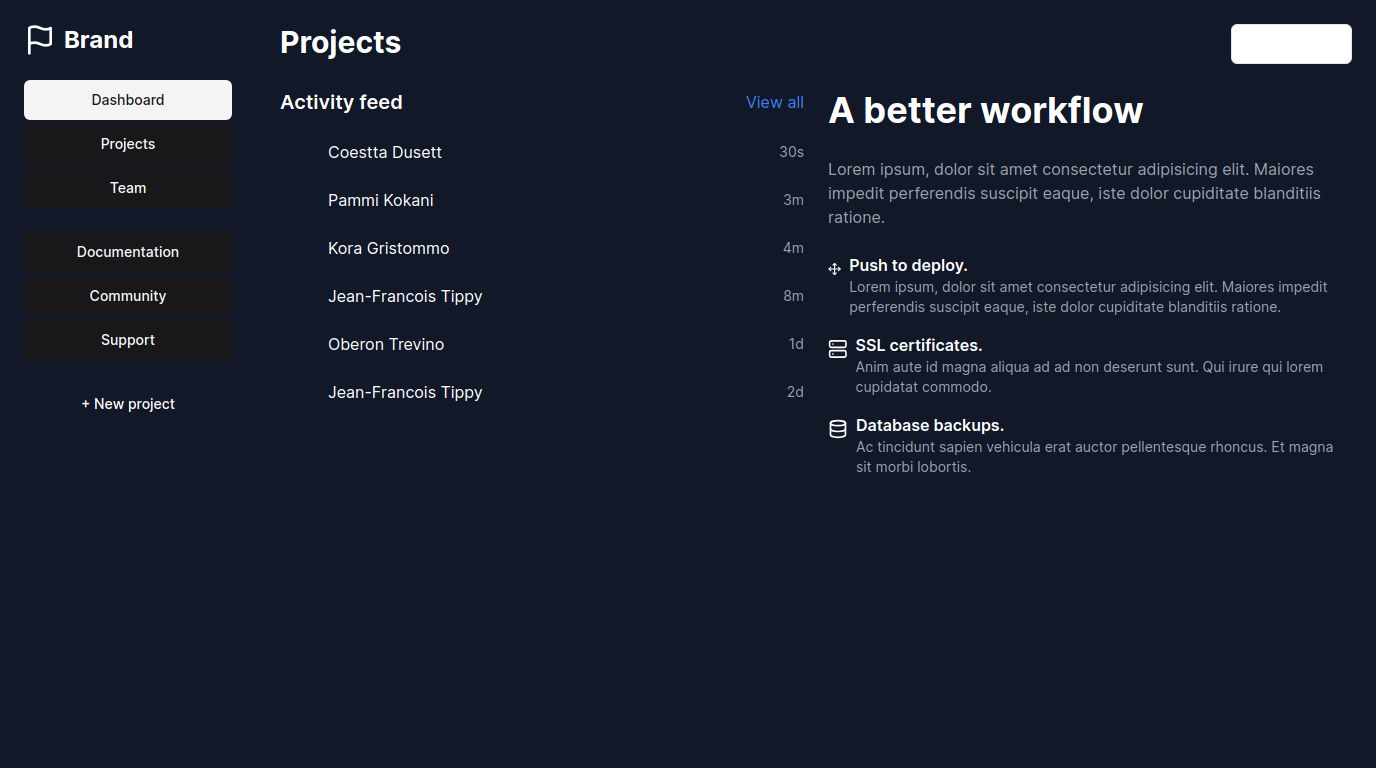 Brand
Dashboard
Projects
Team
Documentation
Community
Support
+ New project
Projects
Activity feed
View all
Coestta Dusett 30s
Pammi Kokani 3m
Kora Gristommo 4m
Jean-Francois Tippy 8m
Oberon Trevino 1d
Jean-Francois Tippy 2d
A better workflow
Lorem ipsum, dolor sit amet consectetur adipisicing elit. Maiores
impedit perferendis suscipit eaque, iste dolor cupiditate blanditiis
ratione.
Push to deploy.
Lorem ipsum, dolor sit amet consectetur adipisicing elit. Maiores impedit
perferendis suscipit eaque, iste dolor cupiditate blanditiis ratione.
SSL certificates.
Anim aute id magna aliqua ad ad non deserunt sunt. Qui irure qui lorem
cupidatat commodo.
Database backups.
Ac tincidunt sapien vehicula erat auctor pellentesque rhoncus. Et magna
sit morbi lobortis.